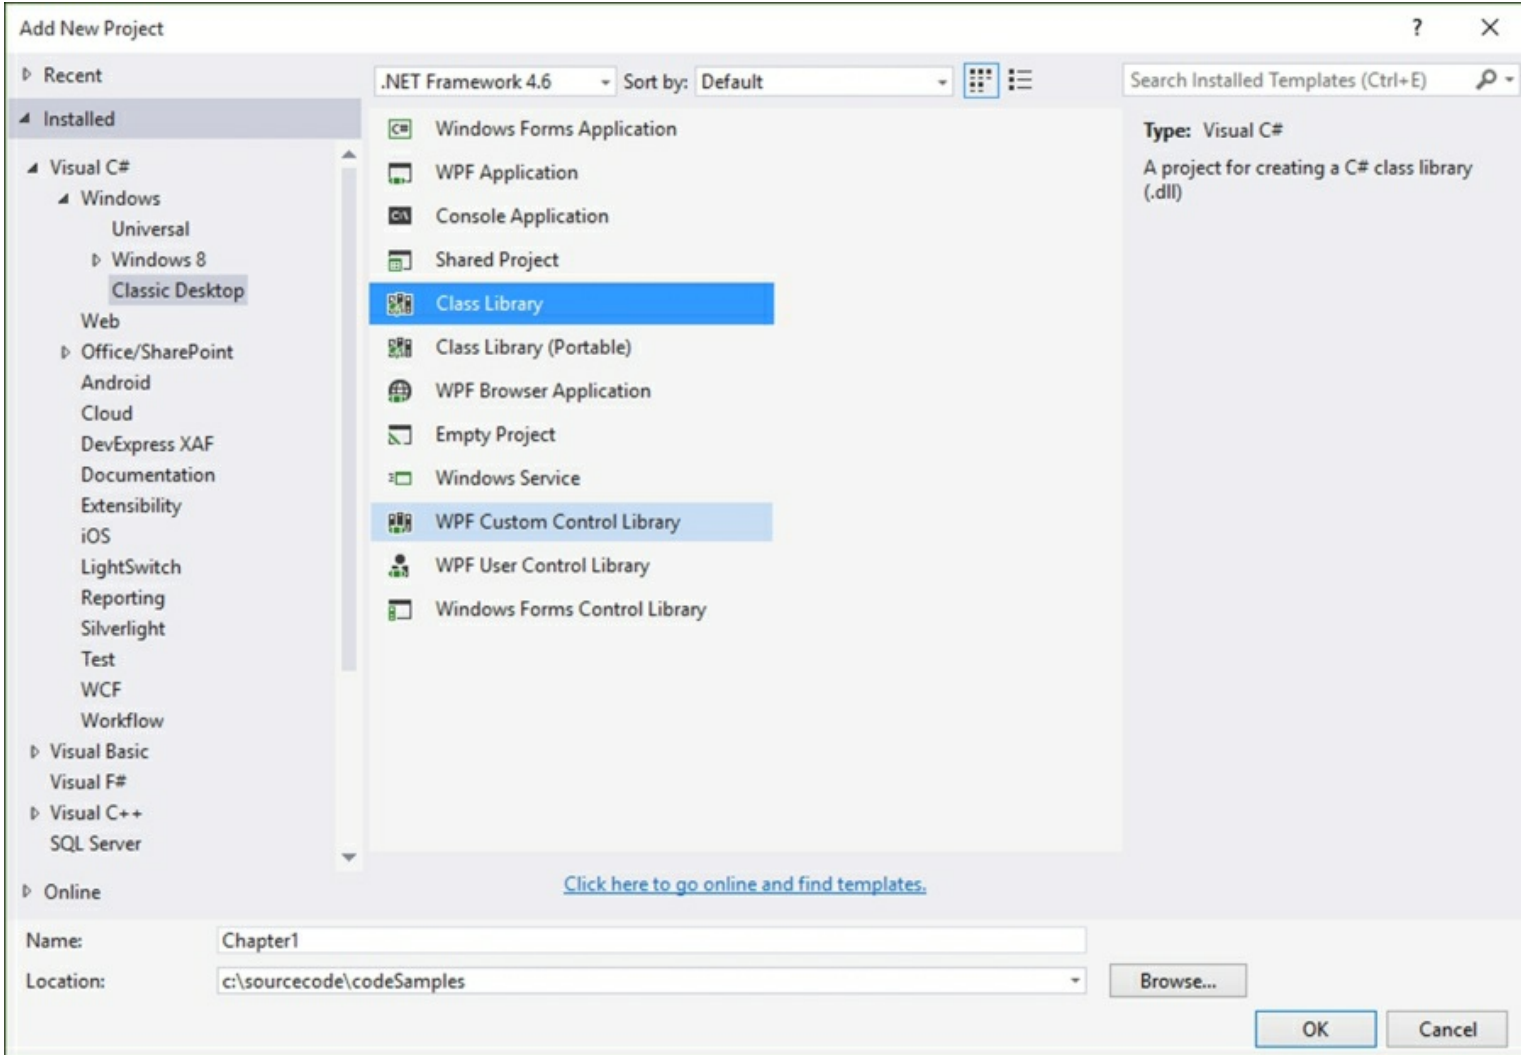 Add New Project
?
Recent
.NET Framework 4.6
Sort by: Default
Search Installed Templates (Ctrl+E)
Installed
Visual C#
Windows
Universal
Windows 8
Classic Desktop
Web
Office/SharePoint
Android
Cloud
DevExpress XAF
Documentation
Extensibility
iOS
LightSwitch
Reporting
Silverlight
Test
WCF
Workflow
Visual Basic
Visual F#
Visual C++
SQL Server
Online
C# Windows Forms Application
WPF Application
C:\ Console Application
Shared Project
Class Library
Class Library (Portable)
WPF Browser Application
Empty Project
Windows Service
WPF Custom Control Library
WPF User Control Library
Windows Forms Control Library
Click here to go online and find templates.
Type: Visual C#
A project for creating a C# class library
(.dll)
Name: Chapter1
Location: c:\sourcecode\codeSamples
Browse...
OK
Cancel